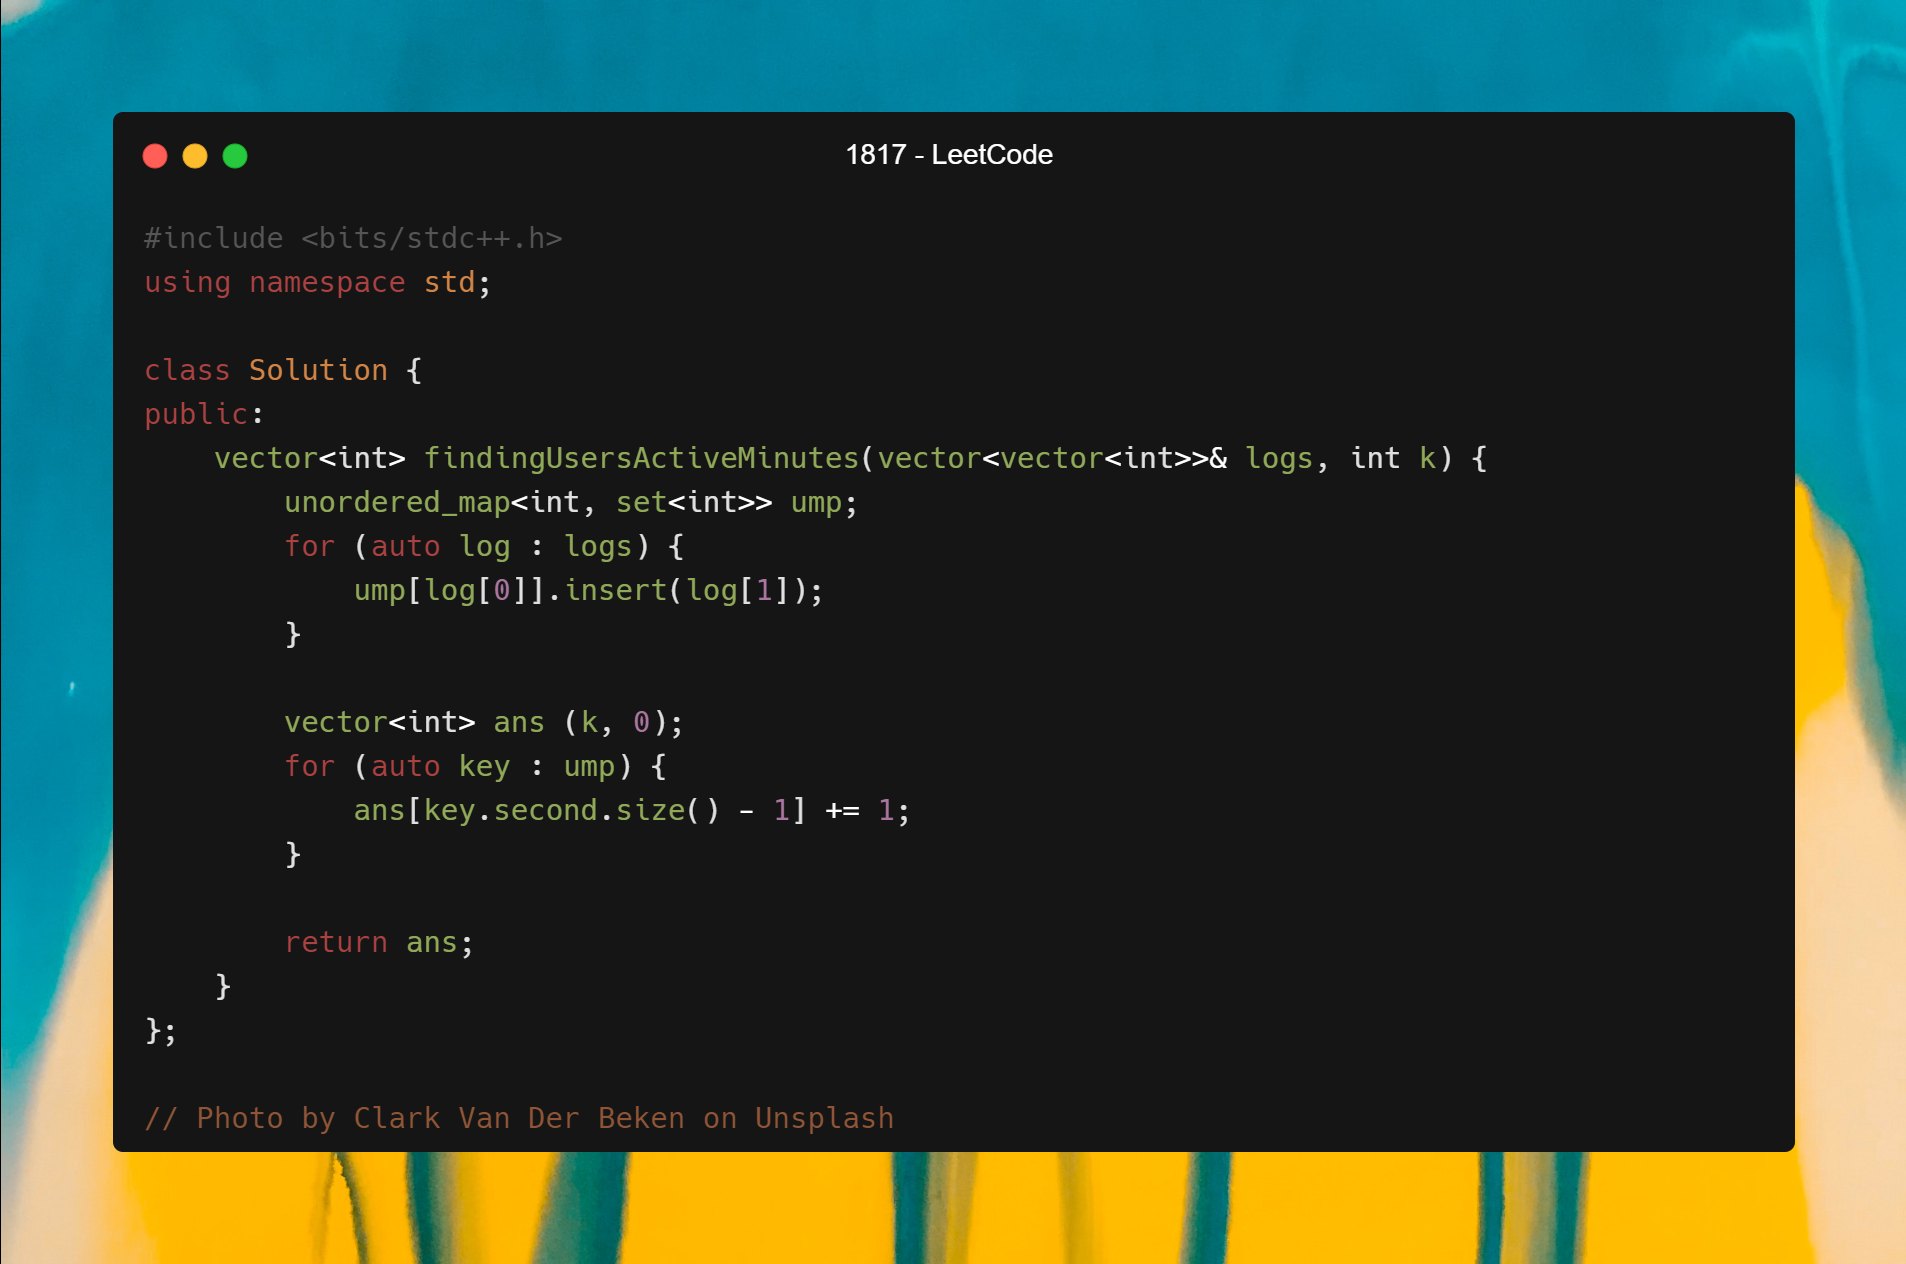 1817 - LeetCode
#include <bits/stdc++.h>
using namespace std;
class Solution {
public:
    vector<int> findingUsersActiveMinutes(vector<vector<int>>& logs, int k) {
        unordered_map<int, set<int>> ump;
        for (auto log : logs) {
            ump[log[0]].insert(log[1]);
        }
        vector<int> ans (k, 0);
        for (auto key : ump) {
            ans[key.second.size() - 1] += 1;
        }
        return ans;
    }
};
// Photo by Clark Van Der Beken on Unsplash